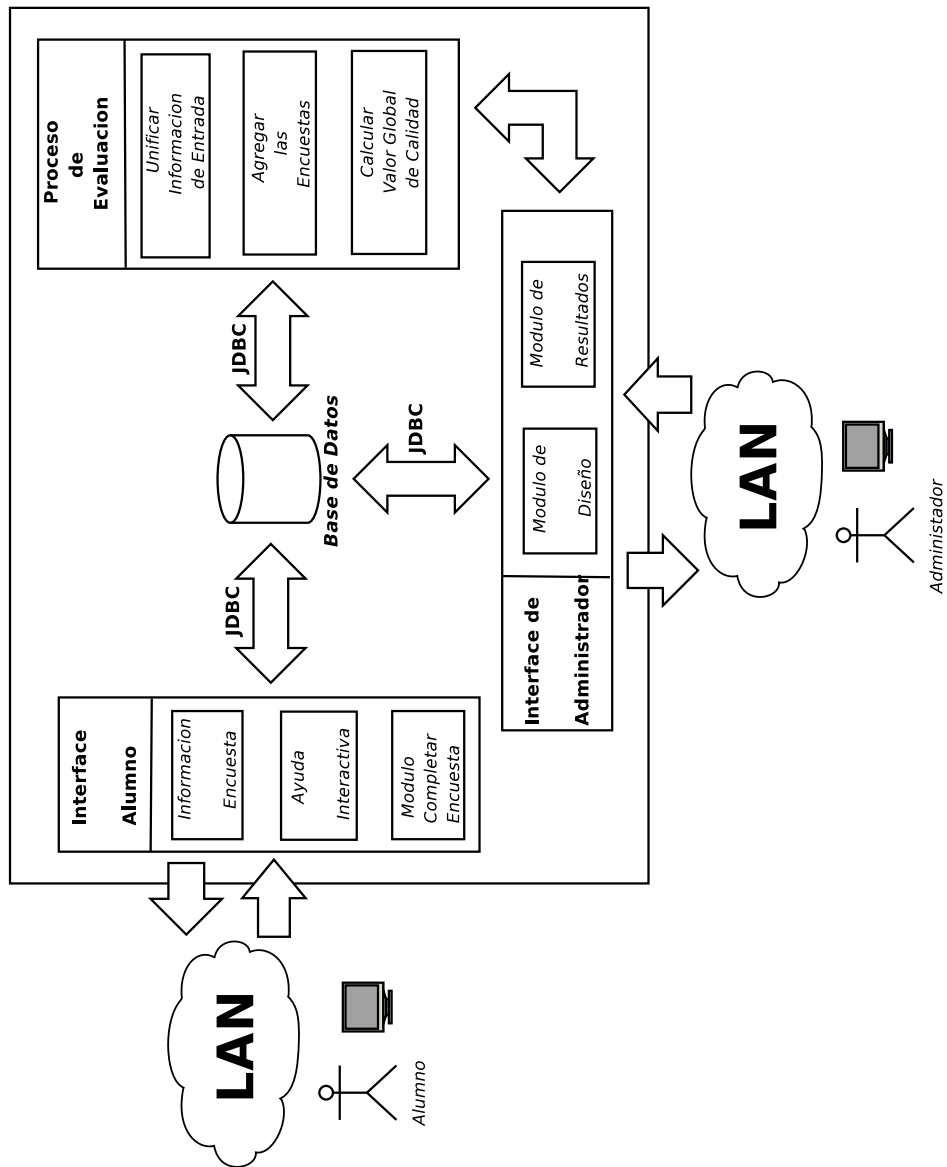 Interface
Alumno
Informacion
Encuesta
Ayuda
Interactiva
Modulo
Completar
Encuesta
JDBC
Base de Datos
JDBC
Proceso
de
Evaluacion
Unificar
Informacion
de Entrada
Agregar
las
Encuestas
Calcular
Valor Global
de Calidad
JDBC
Interface de
Administrador
Modulo de
Diseño
Modulo de
Resultados
LAN
Alumno
LAN
Administador